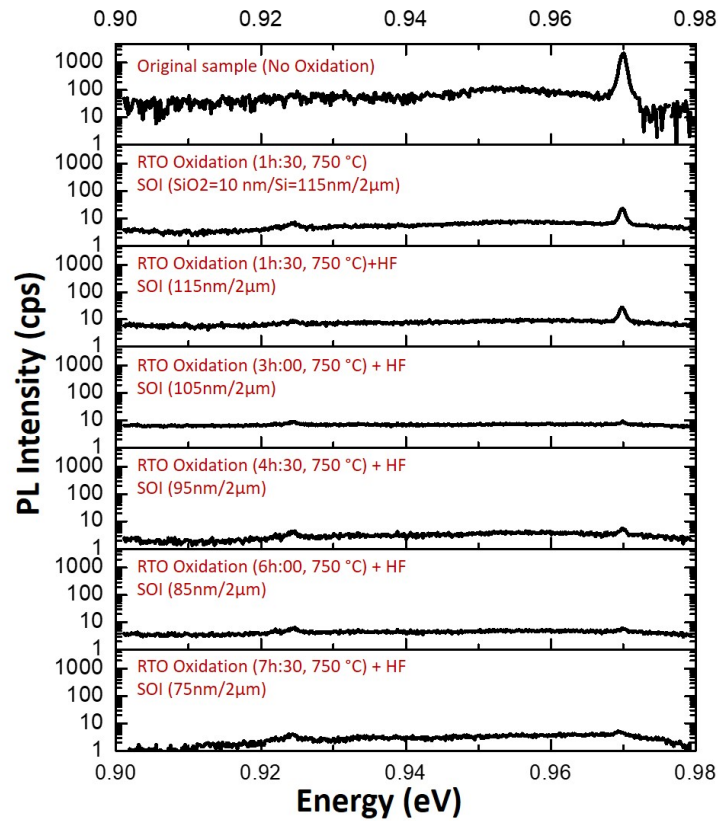 0.90 0.92 0.94 0.96 0.98
1000
100
10
1
Original sample (No Oxidation)
1000
100
10
1
RTO Oxidation (1h:30, 750 °C)
SOI (SiO2=10 nm/Si=115nm/2µm)
1000
100
10
1
RTO Oxidation (1h:30, 750 °C)+HF
SOI (115nm/2µm)
1000
100
10
1
RTO Oxidation (3h:00, 750 °C) + HF
SOI (105nm/2µm)
1000
100
10
1
RTO Oxidation (4h:30, 750 °C) + HF
SOI (95nm/2µm)
1000
100
10
1
RTO Oxidation (6h:00, 750 °C) + HF
SOI (85nm/2µm)
1000
100
10
1
RTO Oxidation (7h:30, 750 °C) + HF
SOI (75nm/2µm)
PL Intensity (cps)
0.90 0.92 0.94 0.96 0.98
Energy (eV)